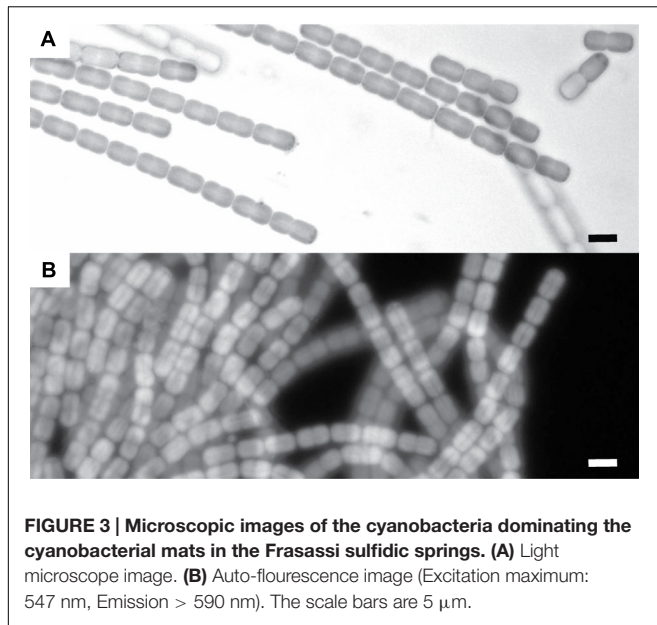 A
B
FIGURE 3 | Microscopic images of the cyanobacteria dominating the
cyanobacterial mats in the Frasassi sulfidic springs. (A) Light
microscope image. (B) Auto-flourescence image (Excitation maximum:
547 nm, Emission > 590 nm). The scale bars are 5 μm.